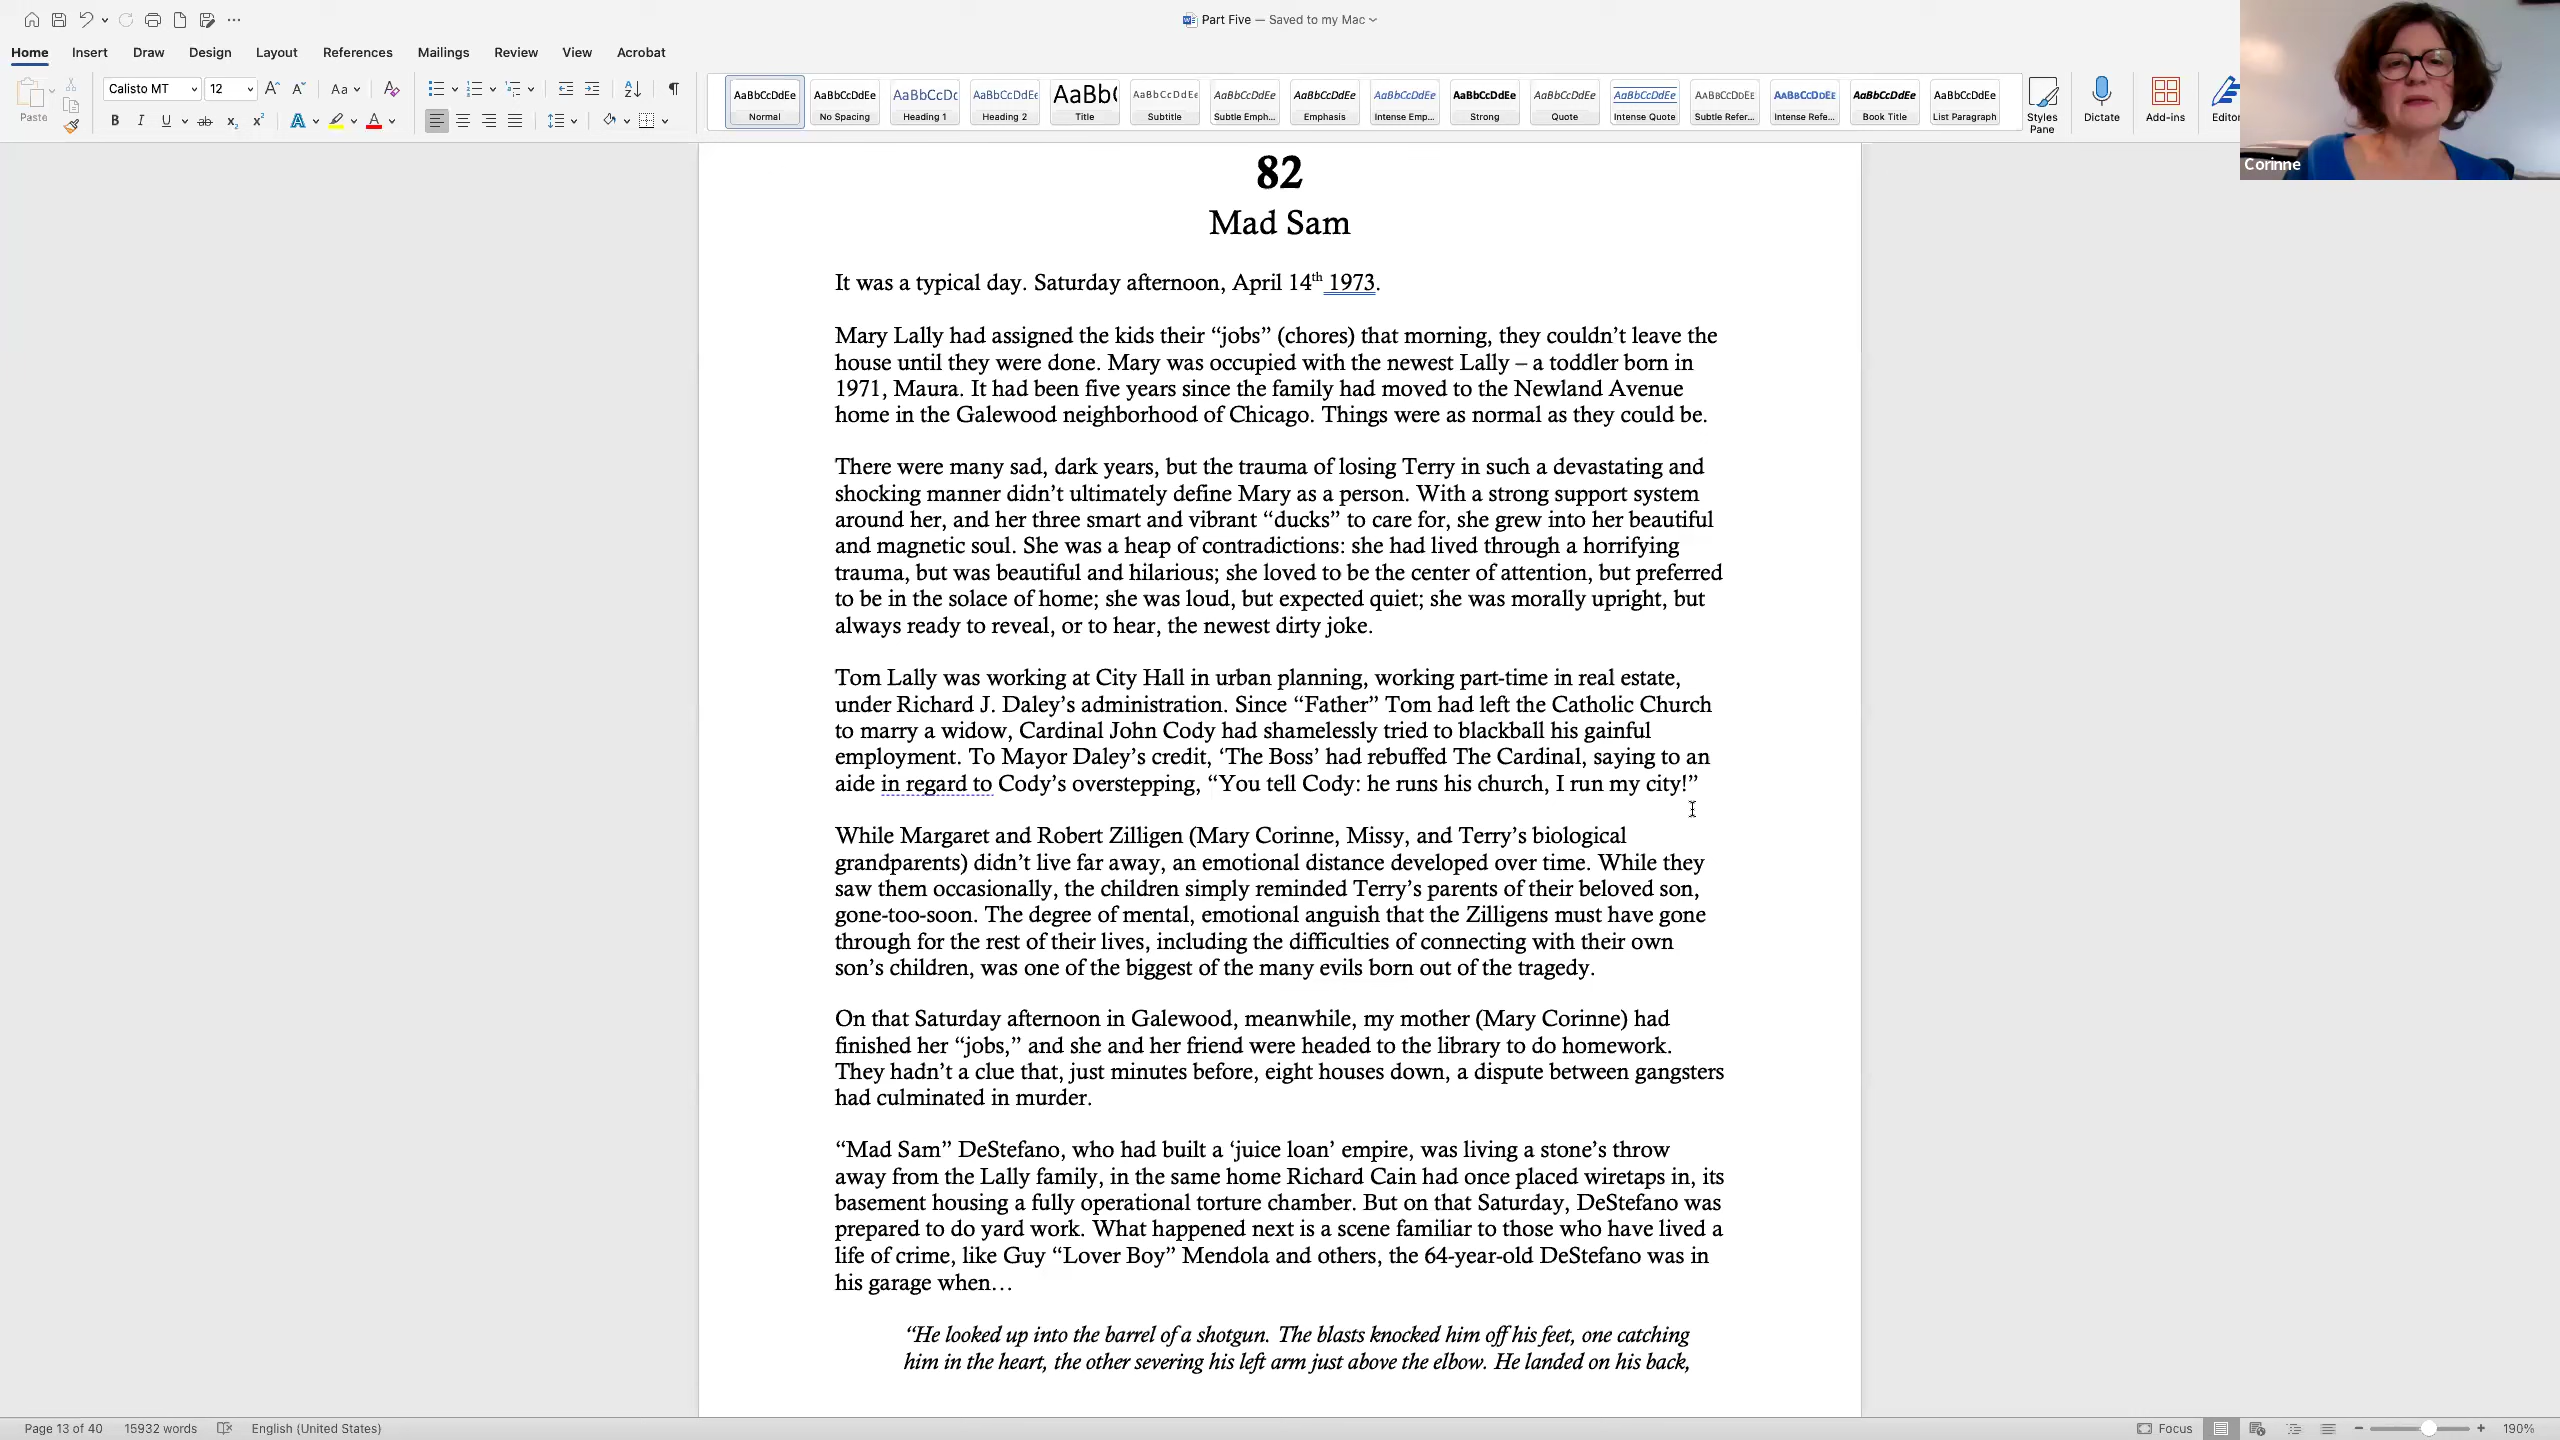 Part Five — Saved to my Mac
Home Insert Draw Design Layout References Mailings Review View Acrobat
Paste
Calisto MT 12
AaBbCcDdEe Normal
AaBbCcDdEe No Spacing
AaBbCcDc Heading 1
AaBbCcDdEe Heading 2
AaBb( Title
AaBbCcDdEe Subtitle
AaBbCcDdEe Subtle Emph...
AaBbCcDdEe Emphasis
AaBbCcDdEe Intense Emp...
AaBbCcDdEe Strong
AaBbCcDdEe Quote
AaBbCcDdEe Intense Quote
AaBbCcDdEe Subtle Refer...
AaBbCcDdEe Intense Refe...
AaBbCcDdEe Book Title
AaBbCcDdEe List Paragraph
Styles Pane
Dictate
Add-ins
Editor
Corinne
82
Mad Sam
It was a typical day. Saturday afternoon, April 14th 1973.
Mary Lally had assigned the kids their “jobs” (chores) that morning, they couldn’t leave the
house until they were done. Mary was occupied with the newest Lally – a toddler born in
1971, Maura. It had been five years since the family had moved to the Newland Avenue
home in the Galewood neighborhood of Chicago. Things were as normal as they could be.
There were many sad, dark years, but the trauma of losing Terry in such a devastating and
shocking manner didn’t ultimately define Mary as a person. With a strong support system
around her, and her three smart and vibrant “ducks” to care for, she grew into her beautiful
and magnetic soul. She was a heap of contradictions: she had lived through a horrifying
trauma, but was beautiful and hilarious; she loved to be the center of attention, but preferred
to be in the solace of home; she was loud, but expected quiet; she was morally upright, but
always ready to reveal, or to hear, the newest dirty joke.
Tom Lally was working at City Hall in urban planning, working part-time in real estate,
under Richard J. Daley’s administration. Since “Father” Tom had left the Catholic Church
to marry a widow, Cardinal John Cody had shamelessly tried to blackball his gainful
employment. To Mayor Daley’s credit, ‘The Boss’ had rebuffed The Cardinal, saying to an
aide in regard to Cody’s overstepping, “You tell Cody: he runs his church, I run my city!”
While Margaret and Robert Zilligen (Mary Corinne, Missy, and Terry’s biological
grandparents) didn’t live far away, an emotional distance developed over time. While they
saw them occasionally, the children simply reminded Terry’s parents of their beloved son,
gone-too-soon. The degree of mental, emotional anguish that the Zilligens must have gone
through for the rest of their lives, including the difficulties of connecting with their own
son’s children, was one of the biggest of the many evils born out of the tragedy.
On that Saturday afternoon in Galewood, meanwhile, my mother (Mary Corinne) had
finished her “jobs,” and she and her friend were headed to the library to do homework.
They hadn’t a clue that, just minutes before, eight houses down, a dispute between gangsters
had culminated in murder.
“Mad Sam” DeStefano, who had built a ‘juice loan’ empire, was living a stone’s throw
away from the Lally family, in the same home Richard Cain had once placed wiretaps in, its
basement housing a fully operational torture chamber. But on that Saturday, DeStefano was
prepared to do yard work. What happened next is a scene familiar to those who have lived a
life of crime, like Guy “Lover Boy” Mendola and others, the 64-year-old DeStefano was in
his garage when…
“He looked up into the barrel of a shotgun. The blasts knocked him off his feet, one catching
him in the heart, the other severing his left arm just above the elbow. He landed on his back,
Page 13 of 40 15932 words English (United States) Focus 190%